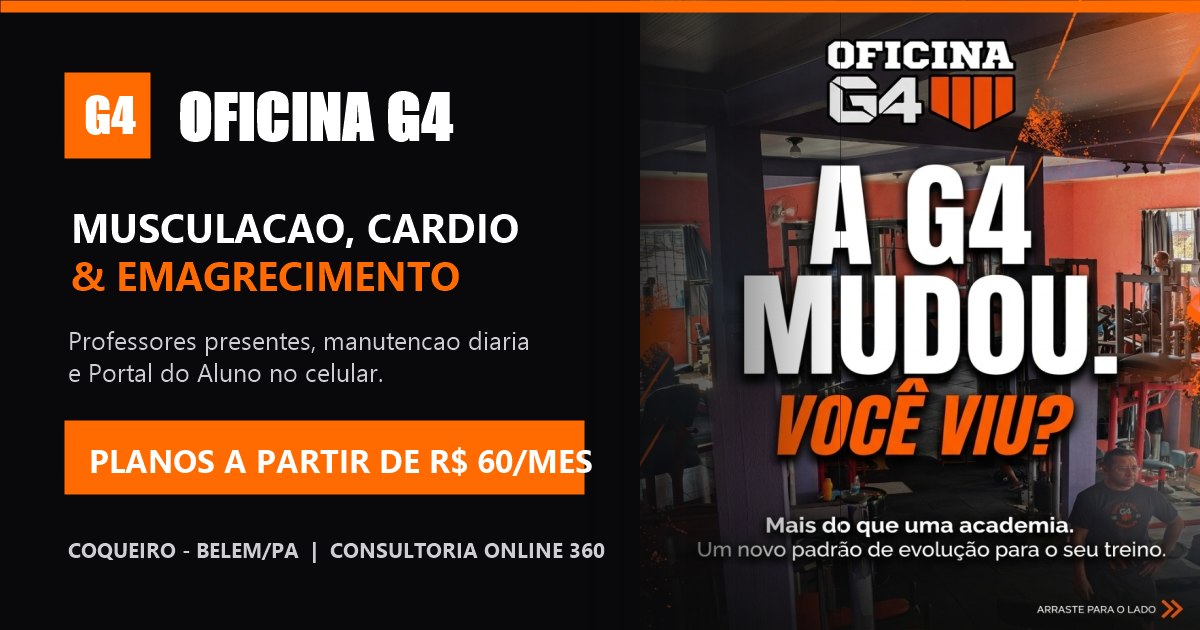 G4 OFICINA G4
MUSCULACAO, CARDIO
& EMAGRECIMENTO
Professores presentes, manutencao diaria
e Portal do Aluno no celular.
PLANOS A PARTIR DE R$ 60/MES
COQUEIRO - BELEM/PA | CONSULTORIA ONLINE 360
OFICINA
G4
A G4
MUDOU.
VOCÊ VIU?
Mais do que uma academia.
Um novo padrão de evolução para o seu treino.
ARRASTE PARA O LADO